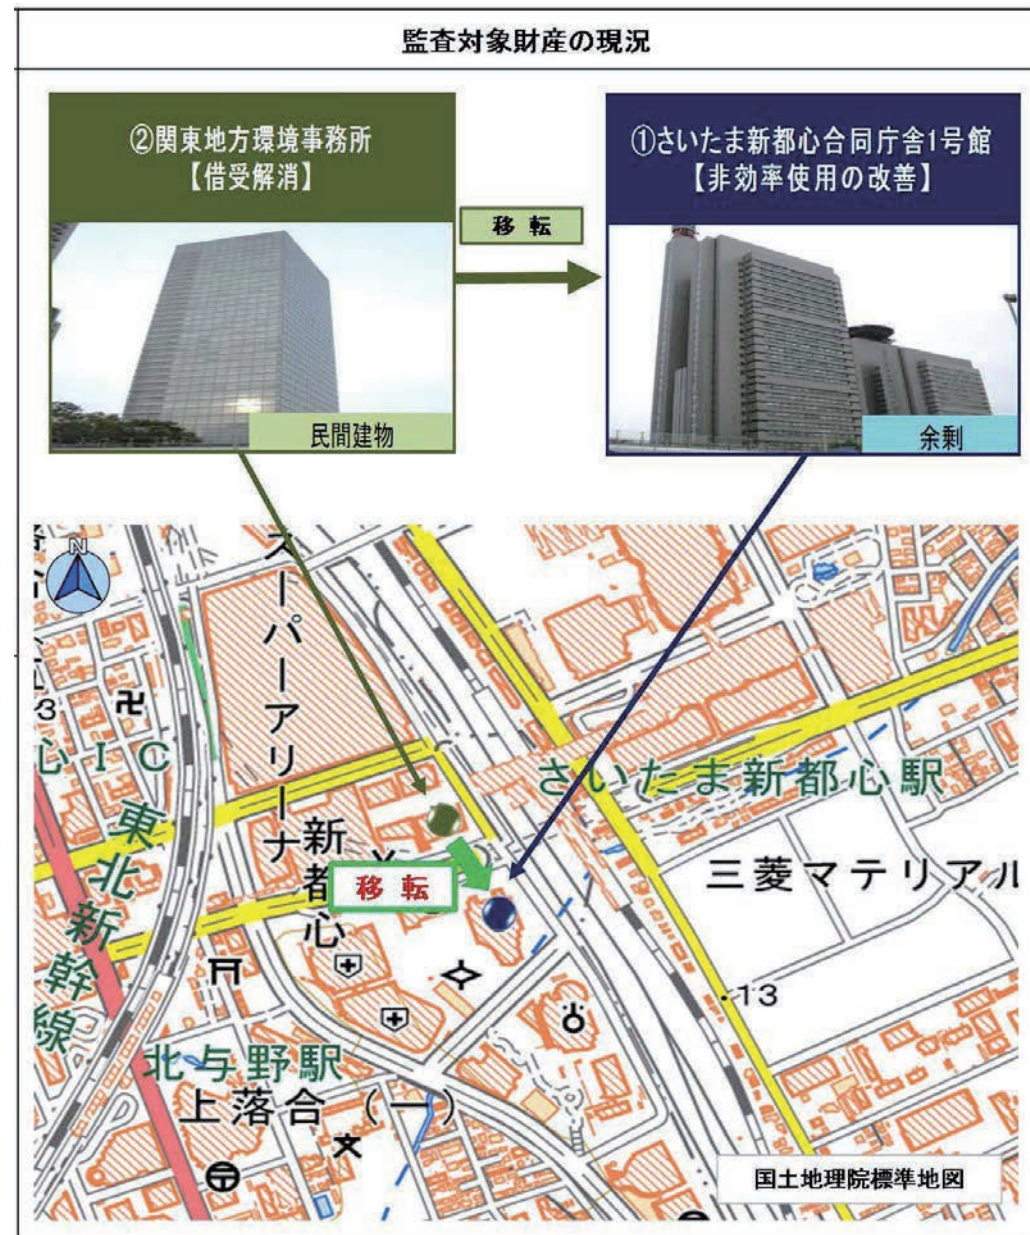 監査対象財産の現況
②関東地方環境事務所
【借受解消】
移 転
①さいたま新都心合同庁舎1号館
【非効率使用の改善】
民間建物
余剰
N
スーパーアリーナ
3
心IC
東北新幹線
新都心
さいたま新都心駅
移 転
三菱マテリアル
・13
北与野駅
上落合(一)
国土地理院標準地図